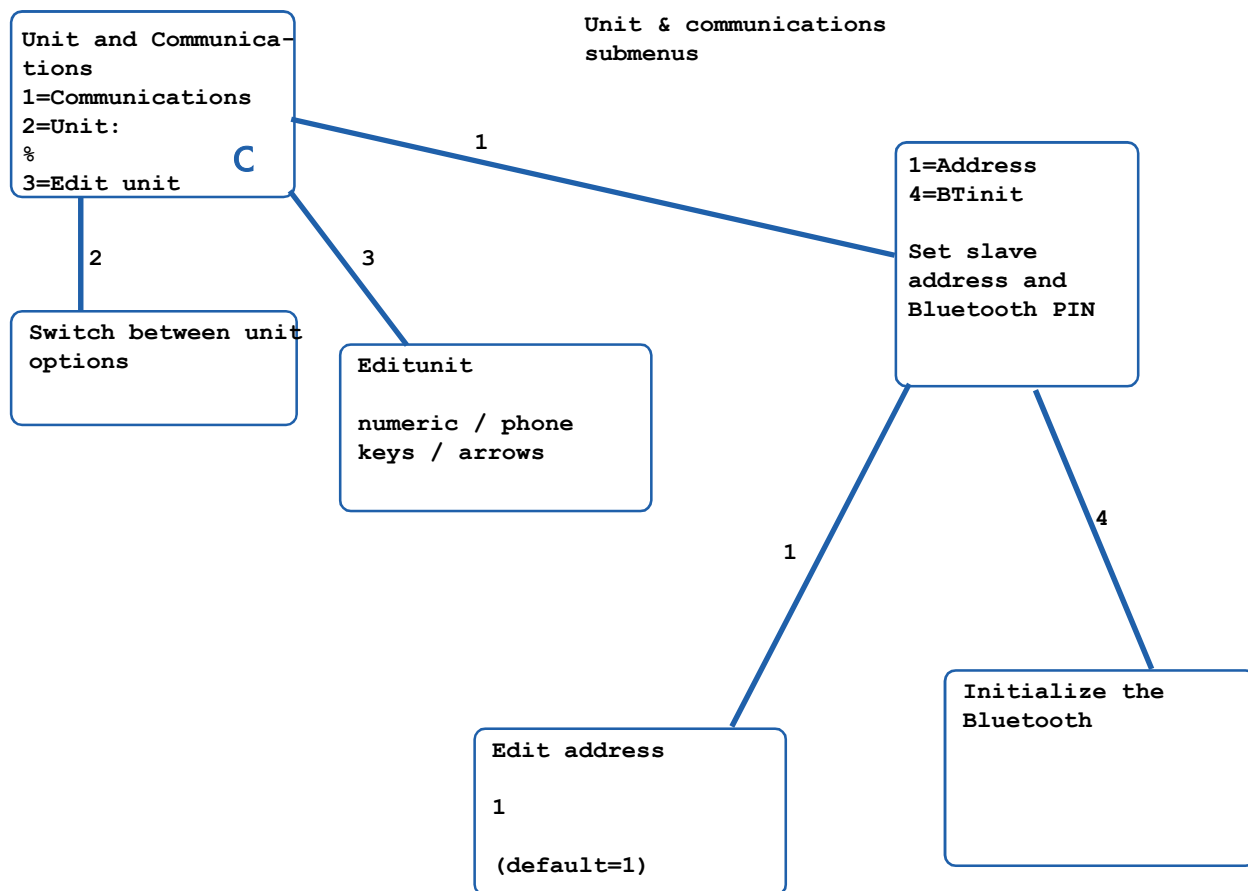 Unit & communications
submenus
Unit and Communica-
tions
1=Communications
2=Unit:
%
3=Edit unit
C
1
2
3
1=Address
4=BTinit
Set slave
address and
Bluetooth PIN
Switch between unit
options
Editunit
numeric / phone
keys / arrows
1
4
Edit address
1
(default=1)
Initialize the
Bluetooth